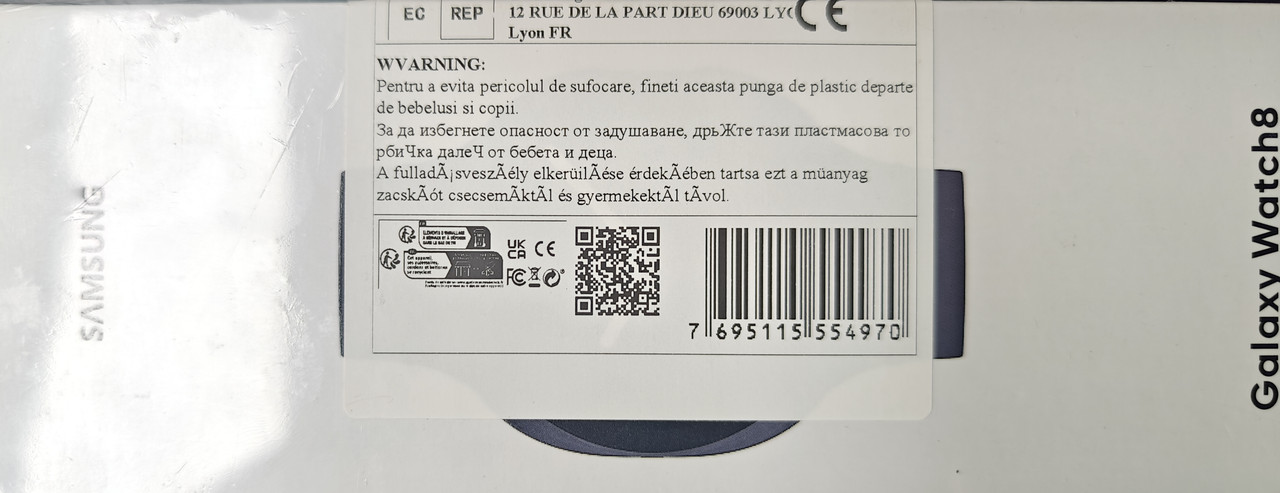 EC REP
12 RUE DE LA PART DIEU 69003
Lyon FR
CE
WVARNING:
Pentru a evita pericolul de sufocare, fineti aceasta punga de plastic departe
de bebelusi si copii.
За да избегнете опасност от задушаване, дрьЖте тази пластмасова то
рбиЧка далеЧ от бебета и деца.
A fulladÃ¡sveszÃély elkerüilÃése érdekÃében tartsa ezt a müanyag
zacskÃót csecsemÃktÃl és gyermekektÃl tÃvol.
UK
CA
CE
FC
7 695115 554970
SAMSUNG
Galaxy Watch8